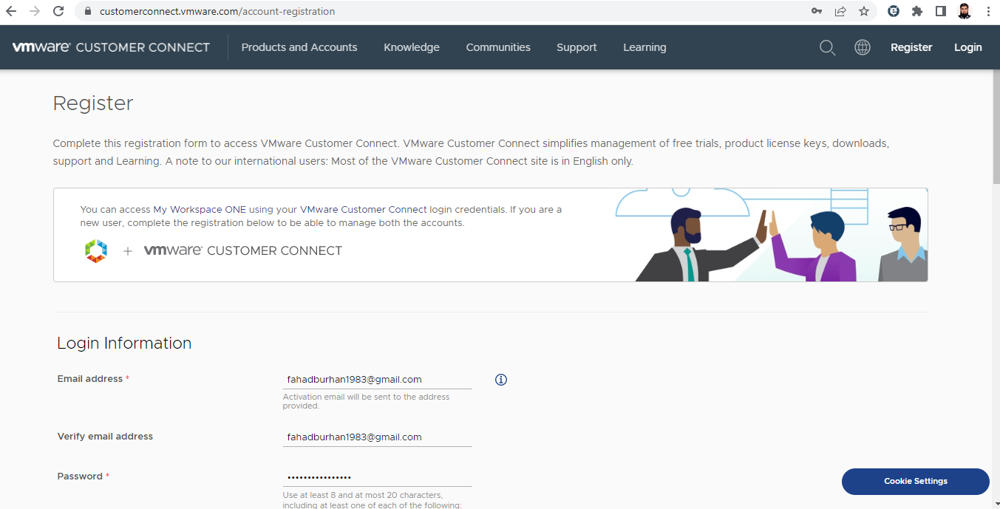 customerconnect.vmware.com/account-registration
vmware® CUSTOMER CONNECT
Products and Accounts
Knowledge
Communities
Support
Learning
Register
Login
Register
Complete this registration form to access VMware Customer Connect. VMware Customer Connect simplifies management of free trials, product license keys, downloads,
support and Learning. A note to our international users: Most of the VMware Customer Connect site is in English only.
You can access My Workspace ONE using your VMware Customer Connect login credentials. If you are a
new user, complete the registration below to be able to manage both the accounts.
+ vmware® CUSTOMER CONNECT
Login Information
Email address *
fahadburhan1983@gmail.com
Activation email will be sent to the address
provided.
Verify email address
fahadburhan1983@gmail.com
Password *
••••••••••••••••
Use at least 8 and at most 20 characters,
including at least one of each of the following:
Cookie Settings